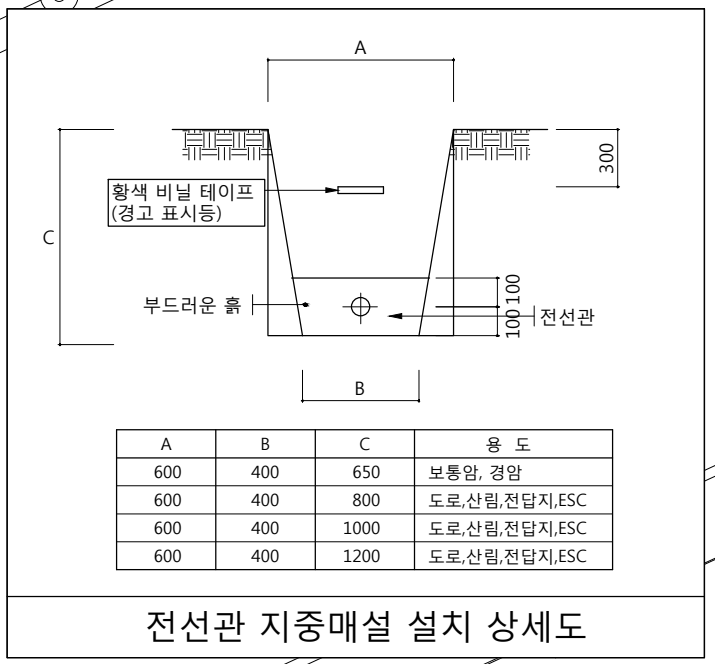 A
300
황색 비닐 테이프
(경고 표시등)
C
부드러운 흙
100
100
전선관
B
A B C 용 도
600 400 650 보통암, 경암
600 400 800 도로,산림,전답지,ESC
600 400 1000 도로,산림,전답지,ESC
600 400 1200 도로,산림,전답지,ESC
전선관 지중매설 설치 상세도